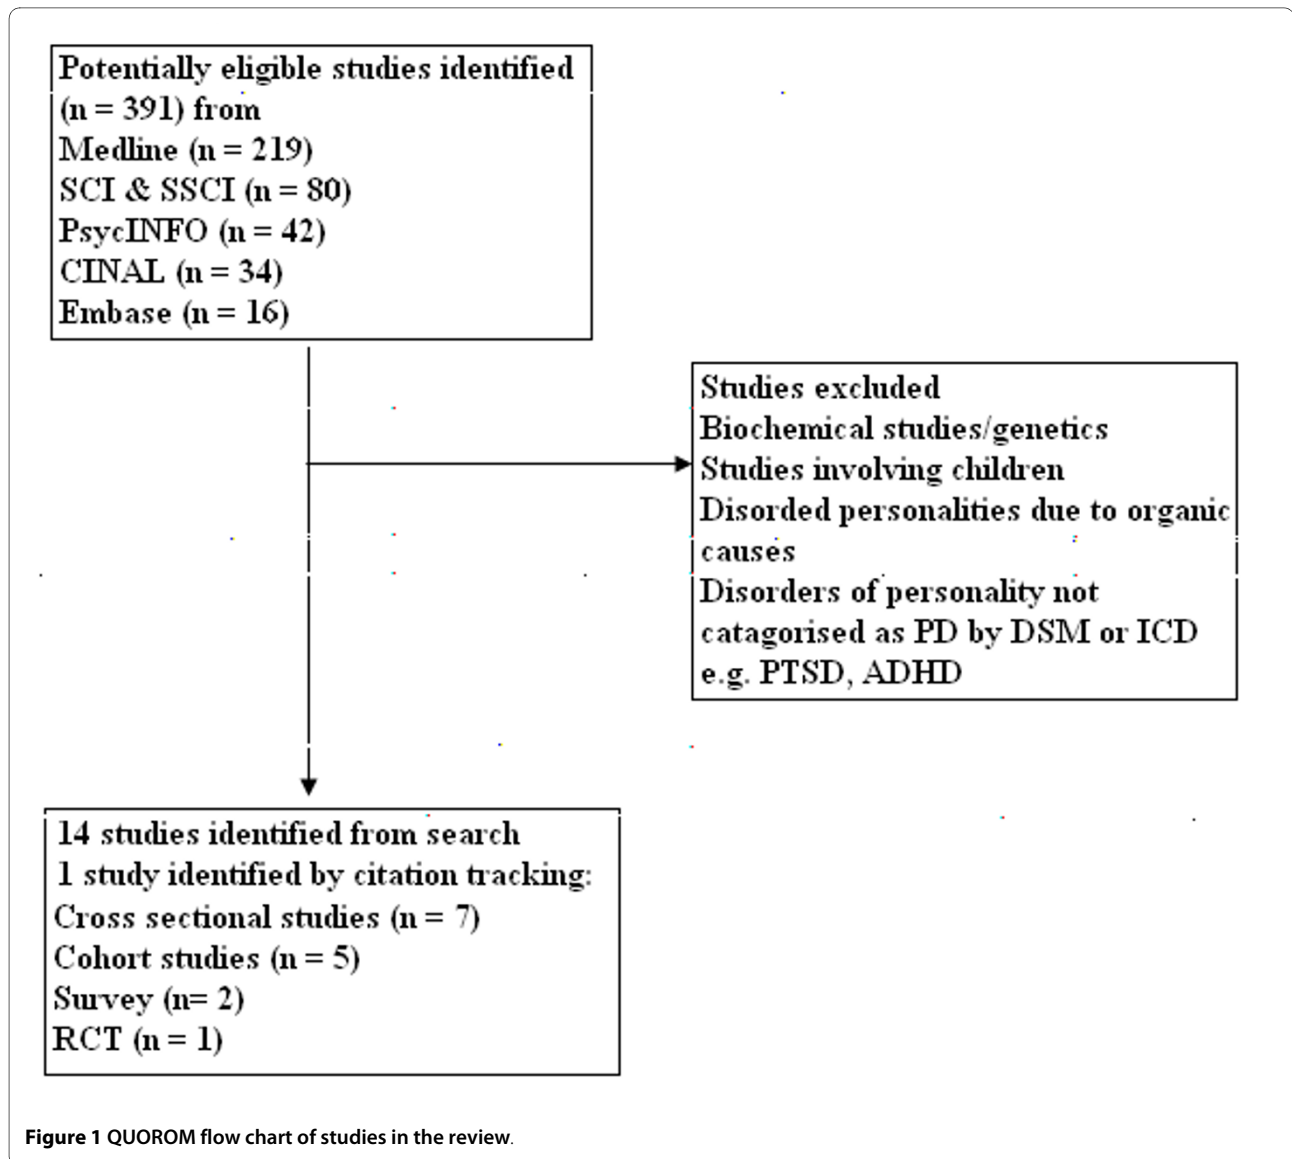 Potentially eligible studies identified
(n = 391) from
Medline (n = 219)
SCI & SSCI (n = 80)
PsycINFO (n = 42)
CINAL (n = 34)
Embase (n = 16)
Studies excluded
Biochemical studies/genetics
Studies involving children
Disorded personalities due to organic
causes
Disorders of personality not
catagorised as PD by DSM or ICD
e.g. PTSD, ADHD
14 studies identified from search
1 study identified by citation tracking:
Cross sectional studies (n = 7)
Cohort studies (n = 5)
Survey (n= 2)
RCT (n = 1)
Figure 1 QUOROM flow chart of studies in the review.